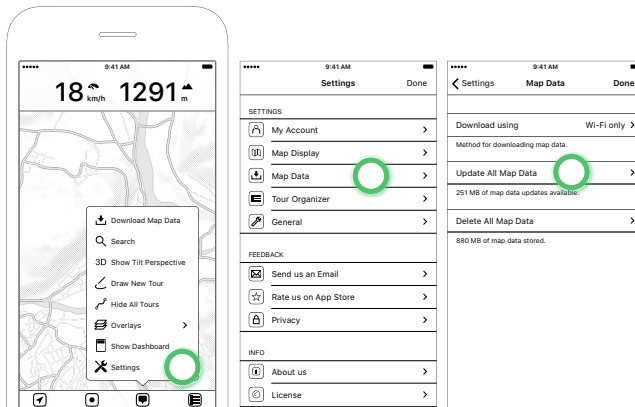 9:41 AM
18 km/h 1291 m
Download Map Data
Search
3D Show Tilt Perspective
Draw New Tour
Hide All Tours
Overlays
Show Dashboard
Settings
9:41 AM
Settings Done
SETTINGS
My Account
Map Display
Map Data
Tour Organizer
General
FEEDBACK
Send us an Email
Rate us on App Store
Privacy
INFO
About us
License
9:41 AM
Settings Map Data Done
Download using Wi-Fi only
Method for downloading map data.
Update All Map Data
251 MB of map data updates available.
Delete All Map Data
880 MB of map data stored.